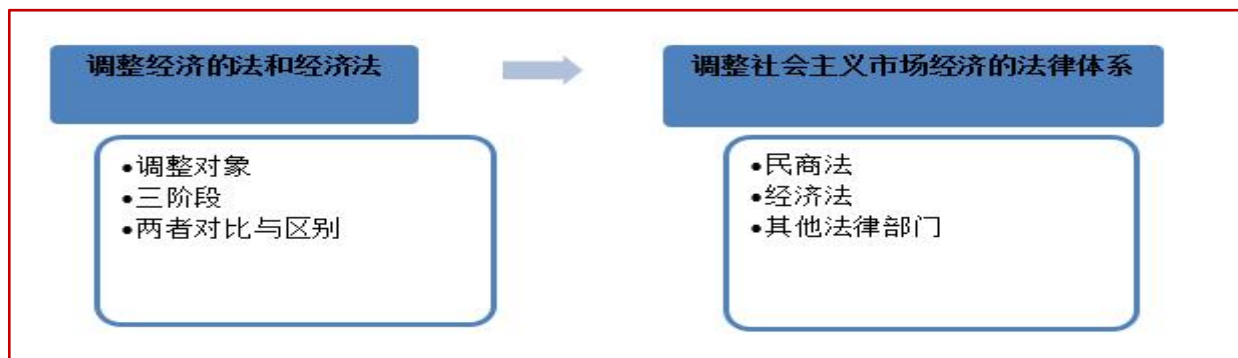 调整经济的法和经济法
•调整对象
•三阶段
•两者对比与区别
调整社会主义市场经济的法律体系
•民商法
•经济法
•其他法律部门